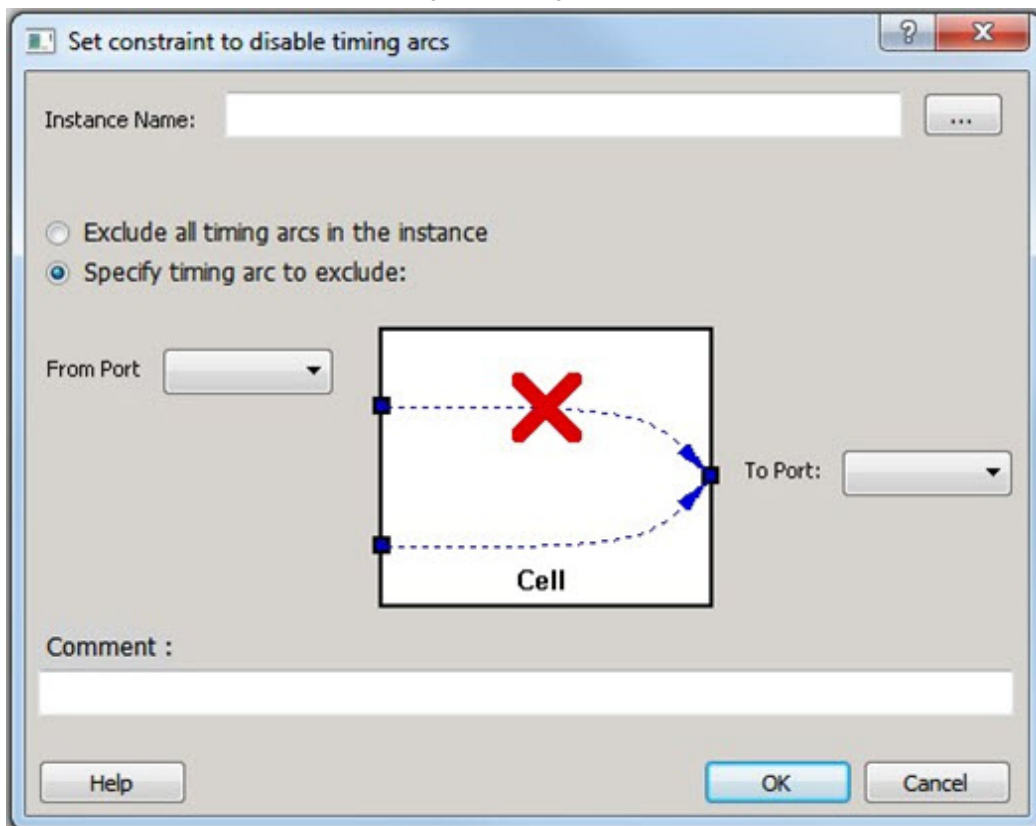 Set constraint to disable timing arcs
?
X
Instance Name:
...
Exclude all timing arcs in the instance
Specify timing arc to exclude:
From Port
To Port:
Cell
Comment :
Help
OK
Cancel